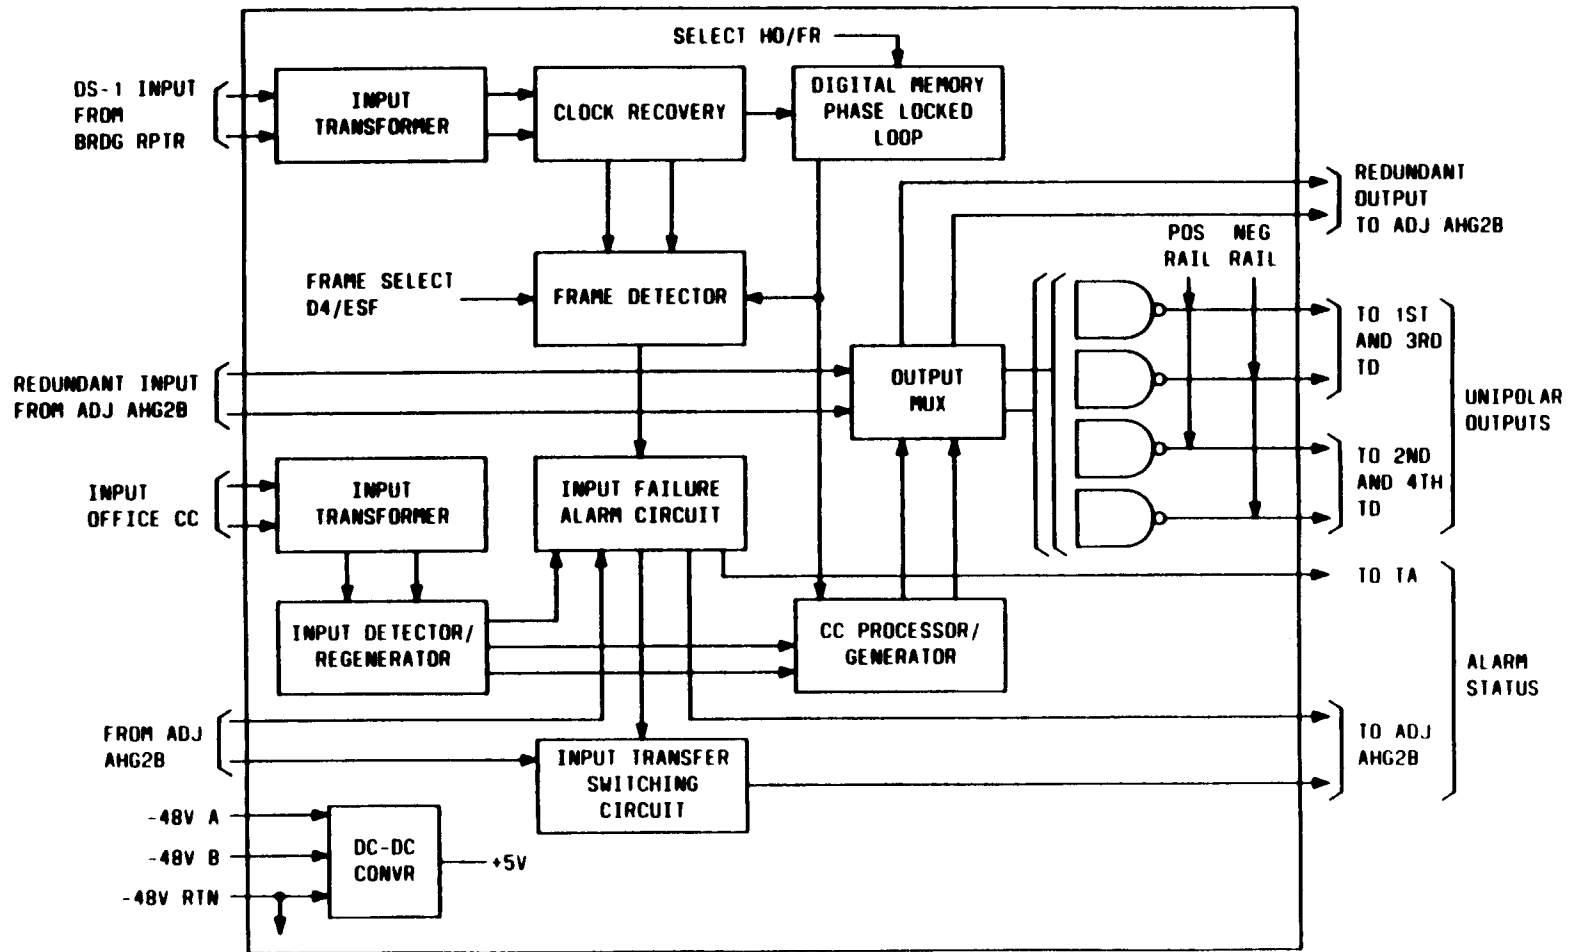 SELECT HO/FR
DS-1 INPUT
FROM
BRDG RPTR
INPUT
TRANSFORMER
CLOCK RECOVERY
DIGITAL MEMORY
PHASE LOCKED
LOOP
REDUNDANT
OUTPUT
TO ADJ AHG2B
POS
RAIL
NEG
RAIL
FRAME SELECT
D4/ESF
FRAME DETECTOR
TO 1ST
AND 3RD
TD
REDUNDANT INPUT
FROM ADJ AHG2B
OUTPUT
MUX
UNIPOLAR
OUTPUTS
TO 2ND
AND 4TH
TD
INPUT
OFFICE CC
INPUT
TRANSFORMER
INPUT FAILURE
ALARM CIRCUIT
TO TA
INPUT DETECTOR/
REGENERATOR
CC PROCESSOR/
GENERATOR
ALARM
STATUS
FROM ADJ
AHG2B
INPUT TRANSFER
SWITCHING
CIRCUIT
TO ADJ
AHG2B
-48V A
-48V B
-48V RTN
DC-DC
CONVR
+5V